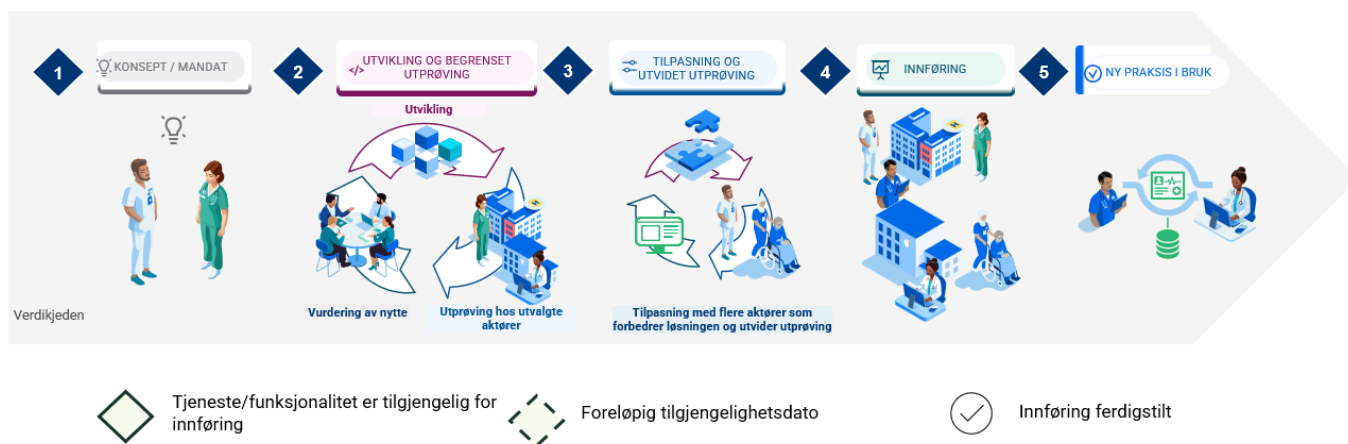 1
KONSEPT / MANDAT
2
</>
UTVIKLING OG BEGRENSET
UTPRØVING
3
TILPASNING OG
UTVIDET UTPRØVING
4
INNFØRING
5
NY PRAKSIS I BRUK
Utvikling
Vurdering av nytte
Utprøving hos utvalgte
aktører
Tilpasning med flere aktører som
forbedrer løsningen og utvider utprøving
Verdikjeden
Tjeneste/funksjonalitet er tilgjengelig for
innføring
Foreløpig tilgjengelighetsdato
Innføring ferdigstilt